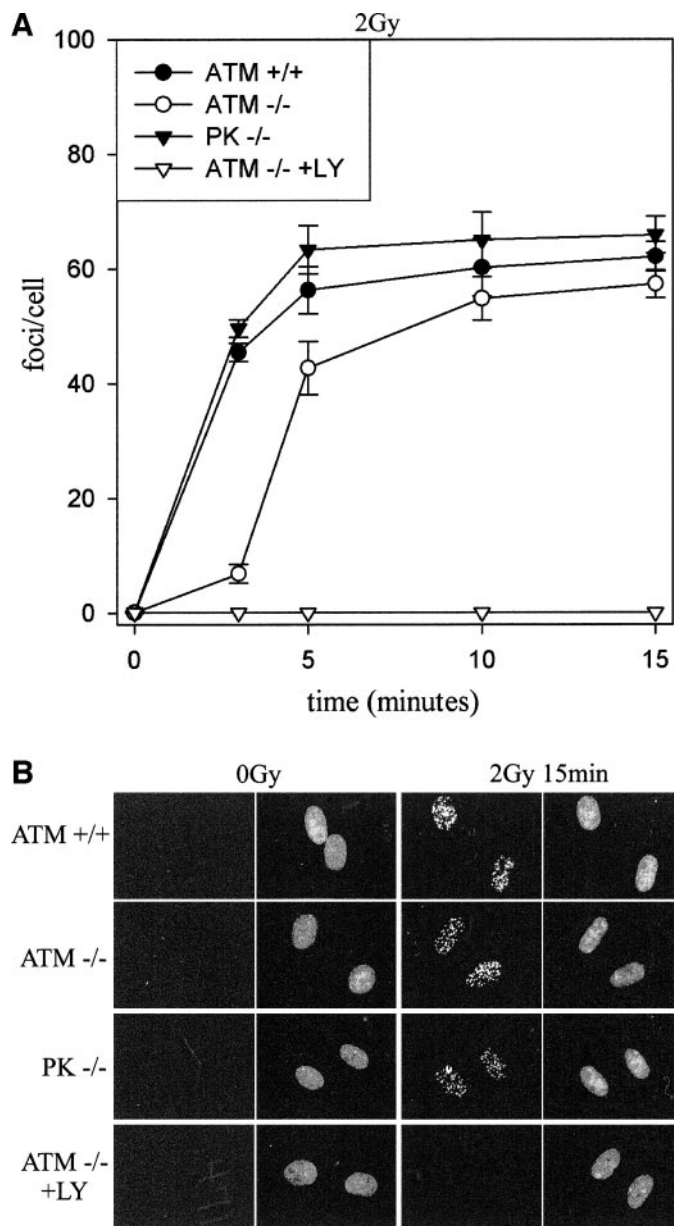 A
2Gy
100
80
60
40
20
0
foci/cell
ATM +/+
ATM -/-
PK -/-
ATM -/- +LY
0 5 10 15
time (minutes)
B
0Gy 2Gy 15min
ATM +/+
ATM -/-
PK -/-
ATM -/-
+LY